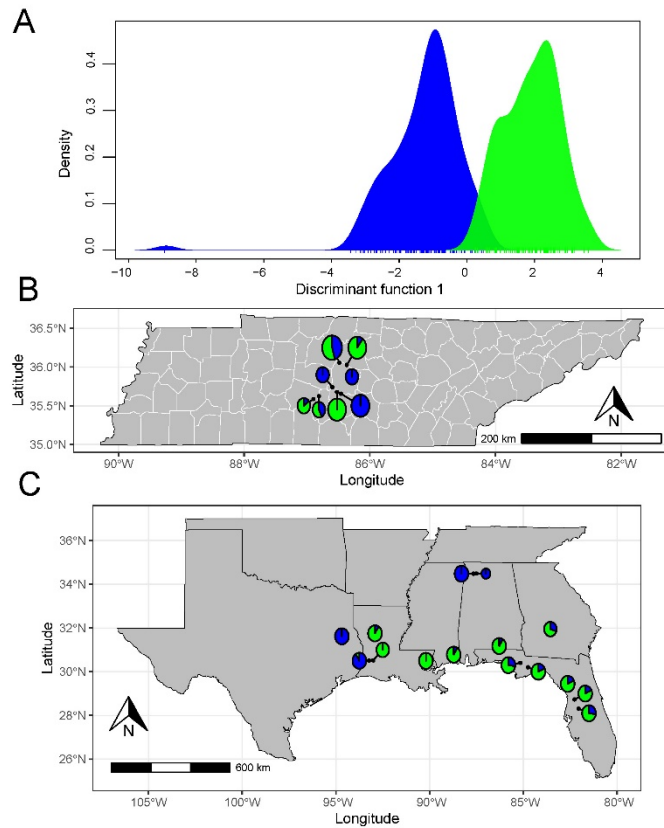 A
Density
0.0 0.1 0.2 0.3 0.4
-10 -8 -6 -4 -2 0 2 4
Discriminant function 1
B
Latitude
36.5°N
36.0°N
35.5°N
35.0°N
N
200 km
90°W 88°W 86°W 84°W 82°W
Longitude
C
Latitude
36°N
34°N
32°N
30°N
28°N
26°N
N
600 km
105°W 100°W 95°W 90°W 85°W 80°W
Longitude